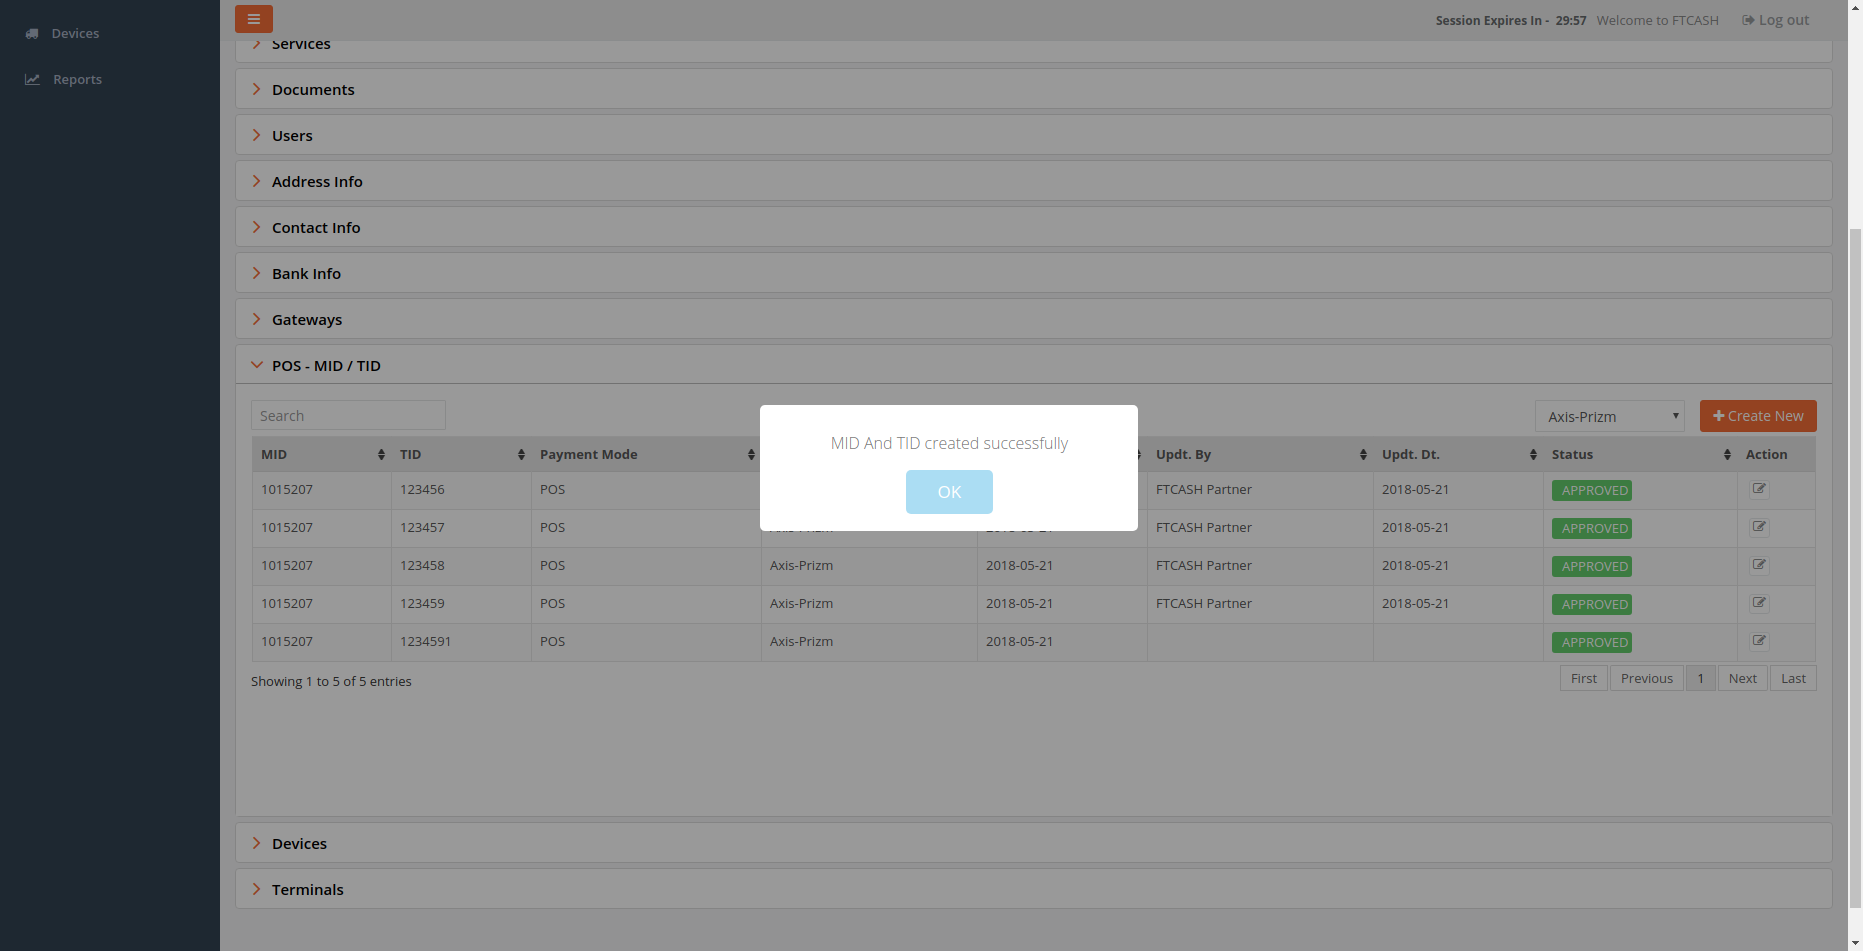 Devices
Reports
Session Expires In - 29:57 Welcome to FTCASH Log out
Services
Documents
Users
Address Info
Contact Info
Bank Info
Gateways
POS - MID / TID
Search
Axis-Prizm
Create New
MID And TID created successfully
OK
MID TID Payment Mode Updt. By Updt. Dt. Status Action
1015207 123456 POS FTCASH Partner 2018-05-21 APPROVED
1015207 123457 POS Axis-Prizm 2018-05-21 FTCASH Partner 2018-05-21 APPROVED
1015207 123458 POS Axis-Prizm 2018-05-21 FTCASH Partner 2018-05-21 APPROVED
1015207 123459 POS Axis-Prizm 2018-05-21 FTCASH Partner 2018-05-21 APPROVED
1015207 1234591 POS Axis-Prizm 2018-05-21 APPROVED
Showing 1 to 5 of 5 entries
First Previous 1 Next Last
Devices
Terminals